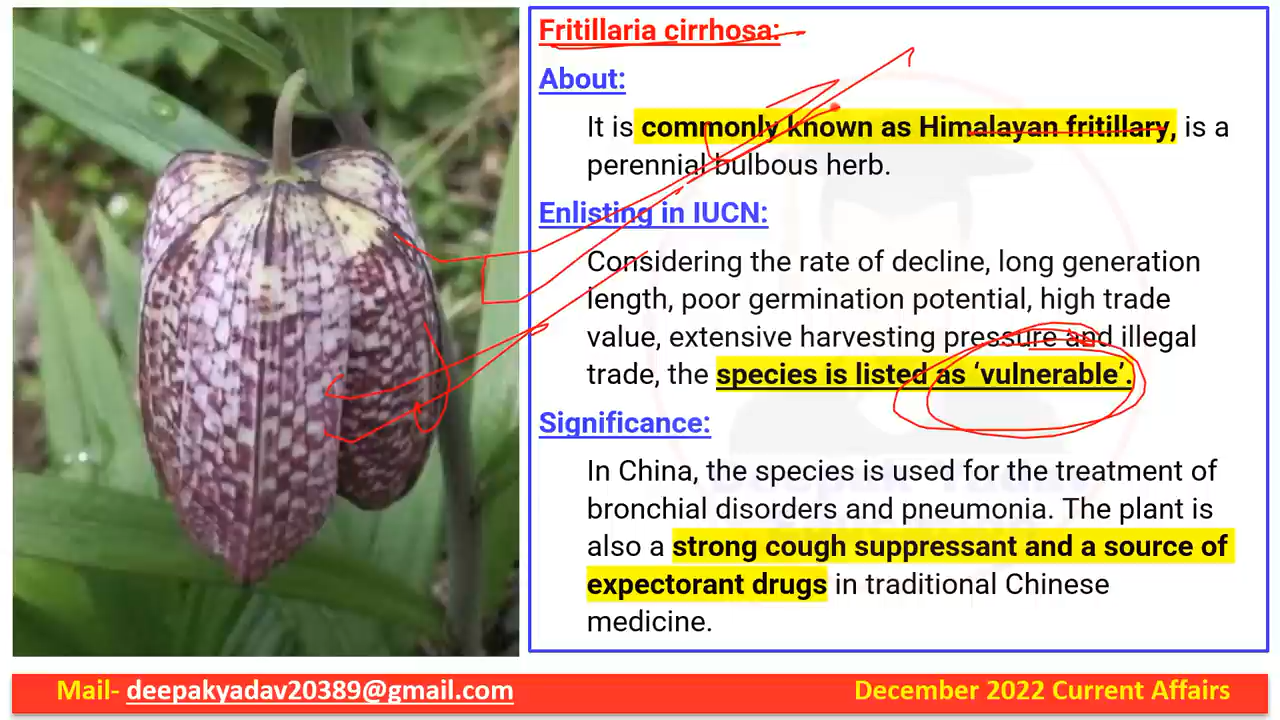 Fritillaria cirrhosa:
About:
It is commonly known as Himalayan fritillary, is a
perennial bulbous herb.
Enlisting in IUCN:
Considering the rate of decline, long generation
length, poor germination potential, high trade
value, extensive harvesting pressure and illegal
trade, the species is listed as ‘vulnerable’.
Significance:
In China, the species is used for the treatment of
bronchial disorders and pneumonia. The plant is
also a strong cough suppressant and a source of
expectorant drugs in traditional Chinese
medicine.
Mail- deepakyadav20389@gmail.com
December 2022 Current Affairs